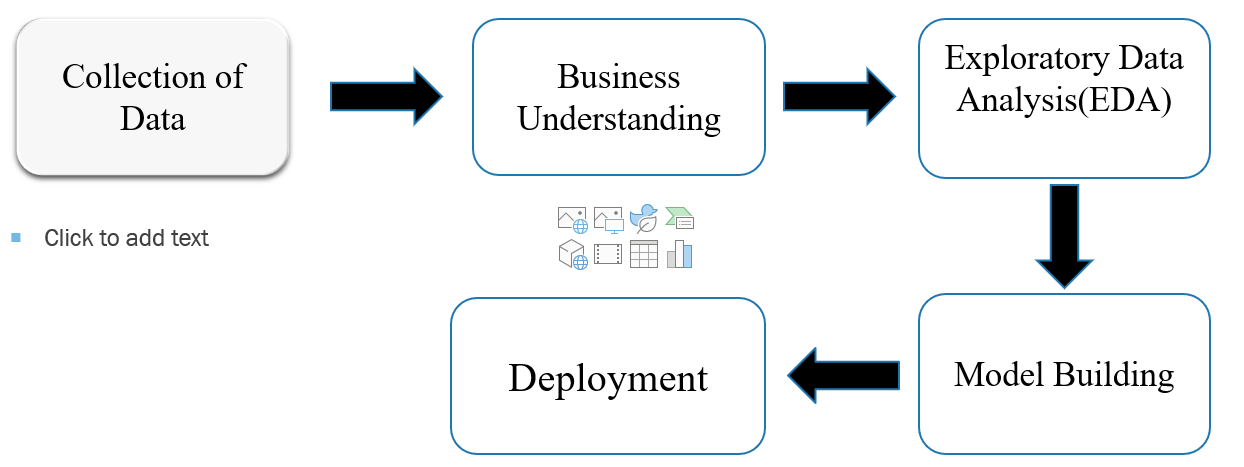 Collection of
Data
Business
Understanding
Exploratory Data
Analysis(EDA)
Click to add text
Deployment
Model Building